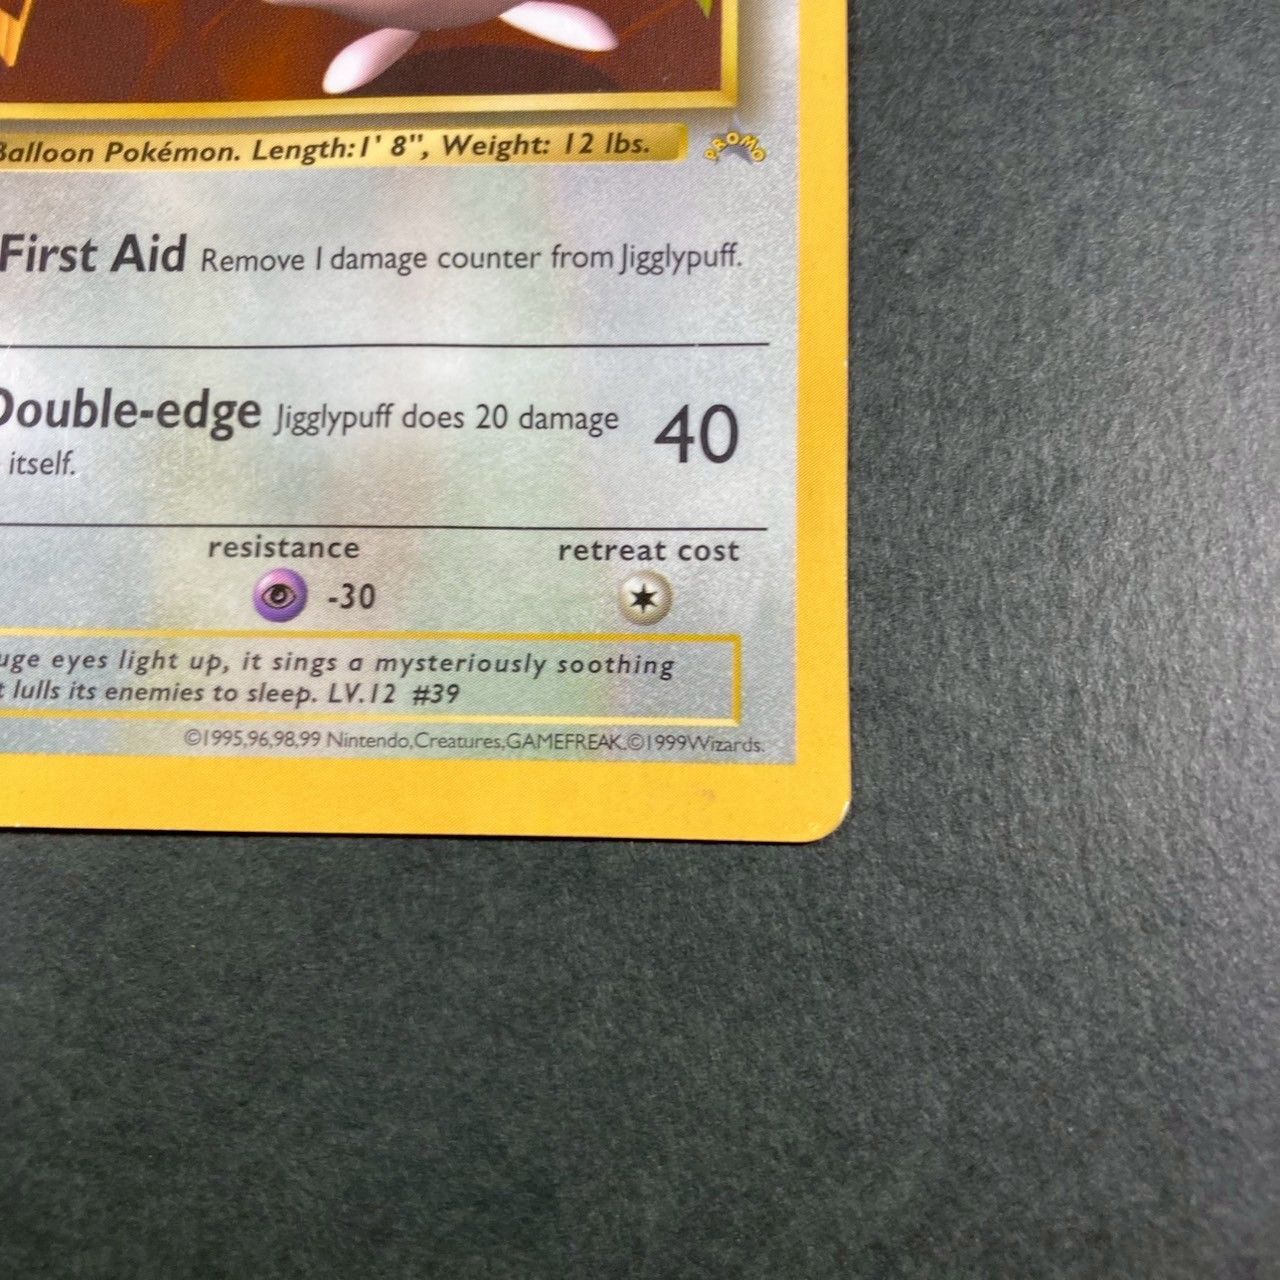 Balloon Pokémon. Length:1' 8", Weight: 12 lbs.
PROMO
First Aid Remove 1 damage counter from Jigglypuff.
Double-edge Jigglypuff does 20 damage 40
itself.
resistance retreat cost
-30
uge eyes light up, it sings a mysteriously soothing
t lulls its enemies to sleep. LV.12 #39
©1995,96,98,99 Nintendo,Creatures,GAMEFREAK.©1999Wizards.